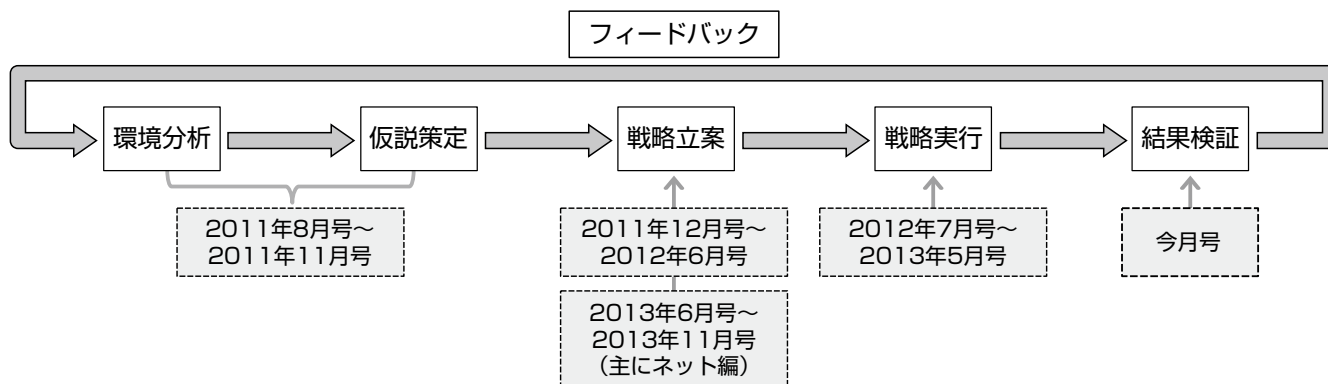 フィードバック
環境分析
仮説策定
戦略立案
戦略実行
結果検証
2011年8月号～
2011年11月号
2011年12月号～
2012年6月号
2012年7月号～
2013年5月号
今月号
2013年6月号～
2013年11月号
（主にネット編）